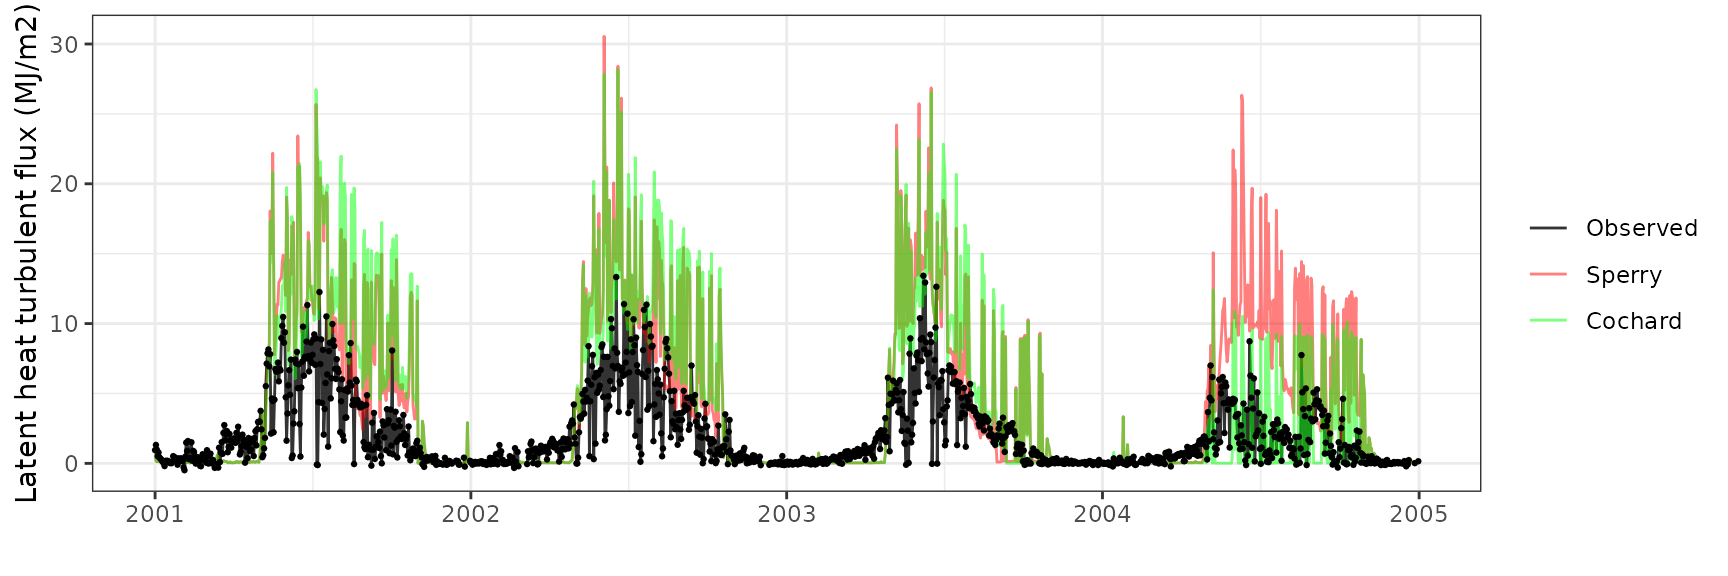 Latent heat turbulent flux (MJ/m2)
30
20
10
0
2001
2002
2003
2004
2005
Observed
Sperry
Cochard